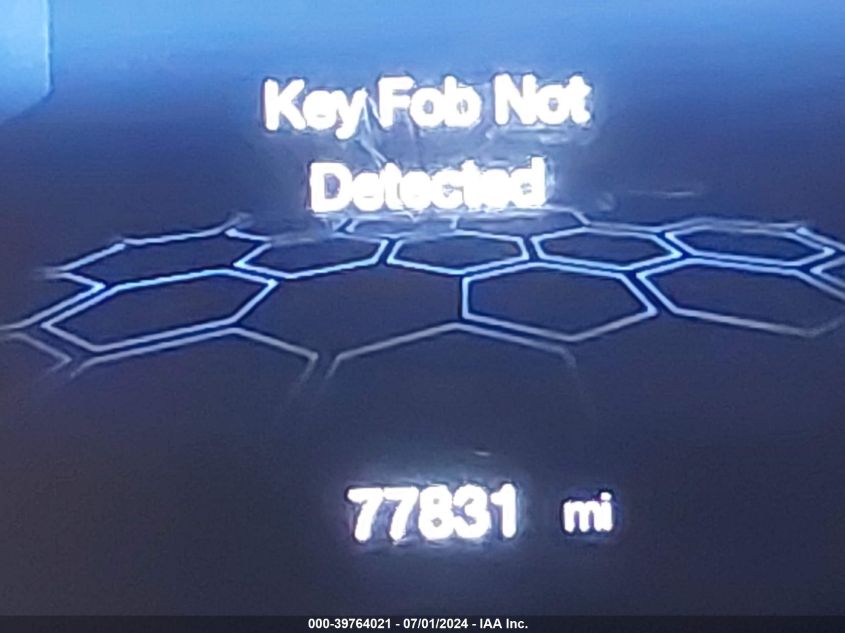 Key Fob Not
Detected
77831 mi
000-39764021 - 07/01/2024 - IAA Inc.